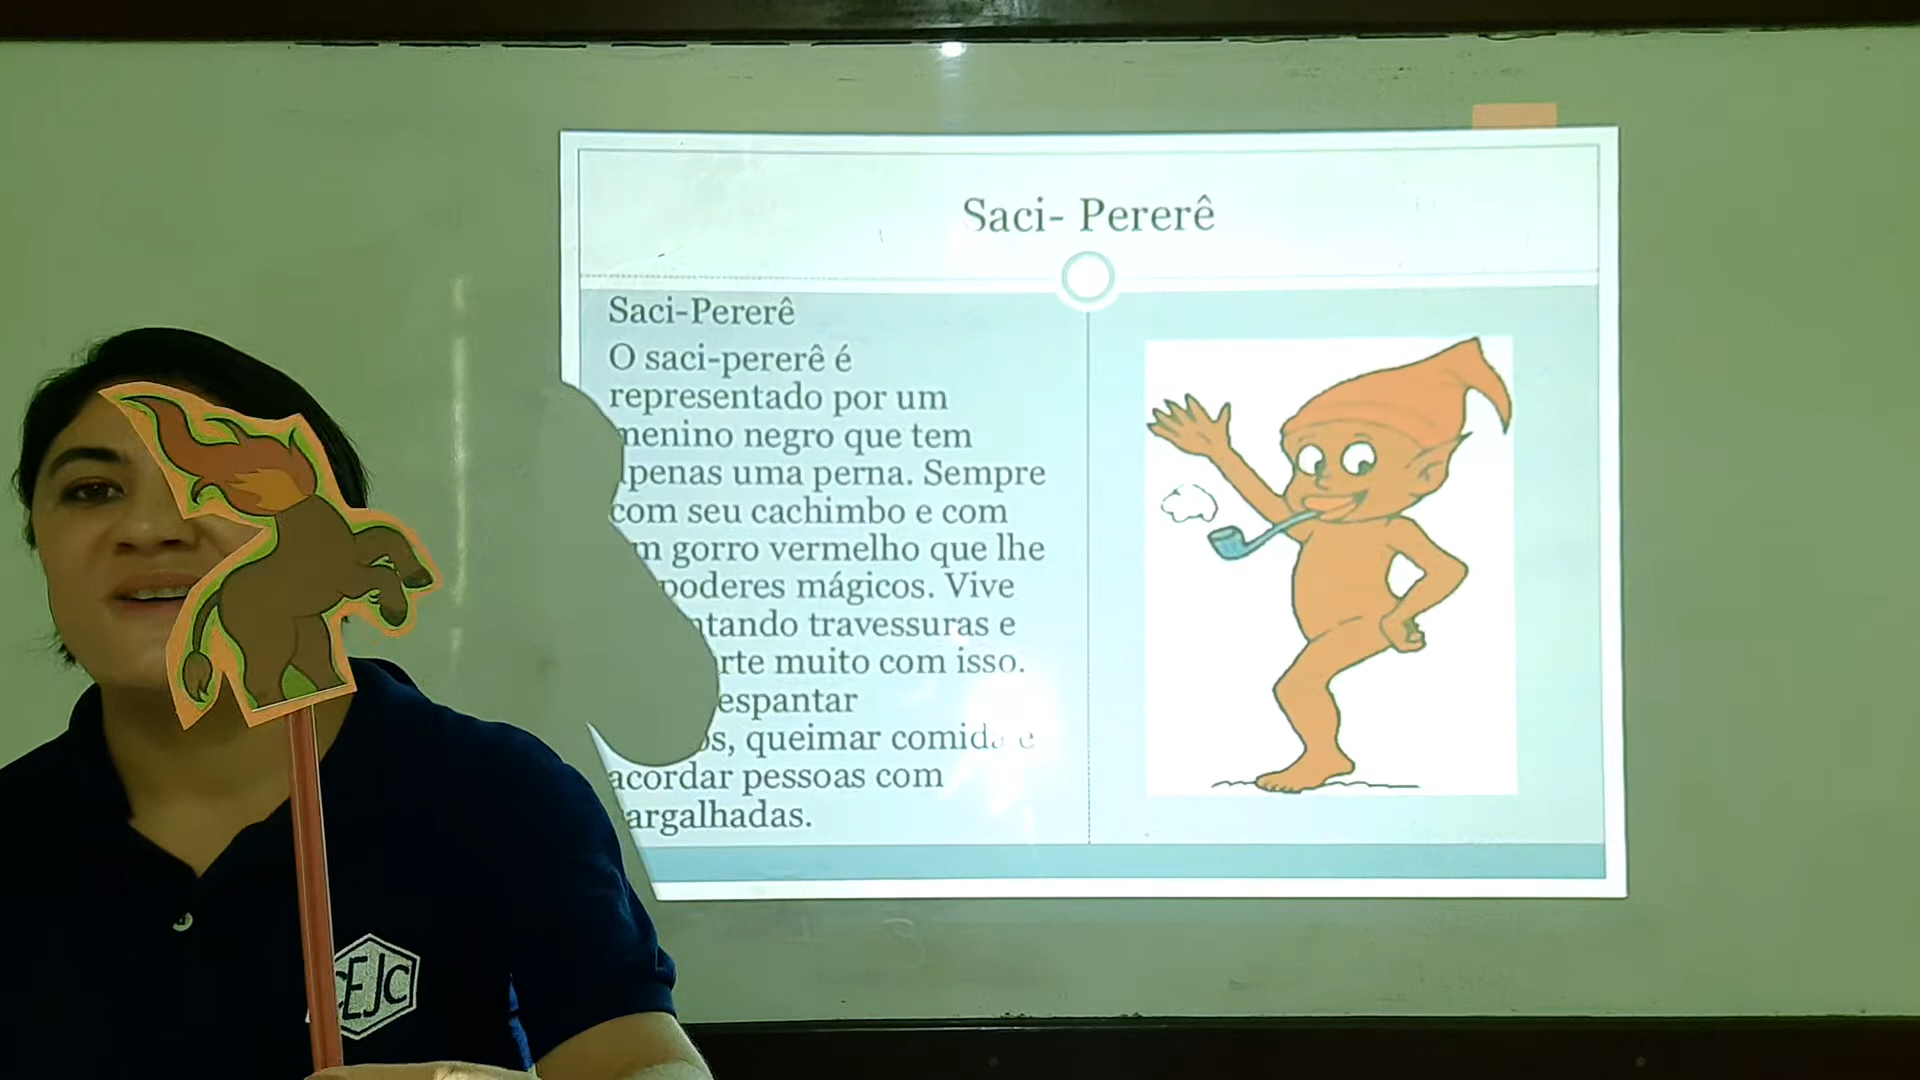 Saci- Pererê
Saci-Pererê
O saci-pererê é
representado por um
menino negro que tem
apenas uma perna. Sempre
com seu cachimbo e com
gorro vermelho que lhe
poderes mágicos. Vive
travessuras e
muito com isso.
espantar
queimar comida e
acordar pessoas com
gargalhadas.
CEJC